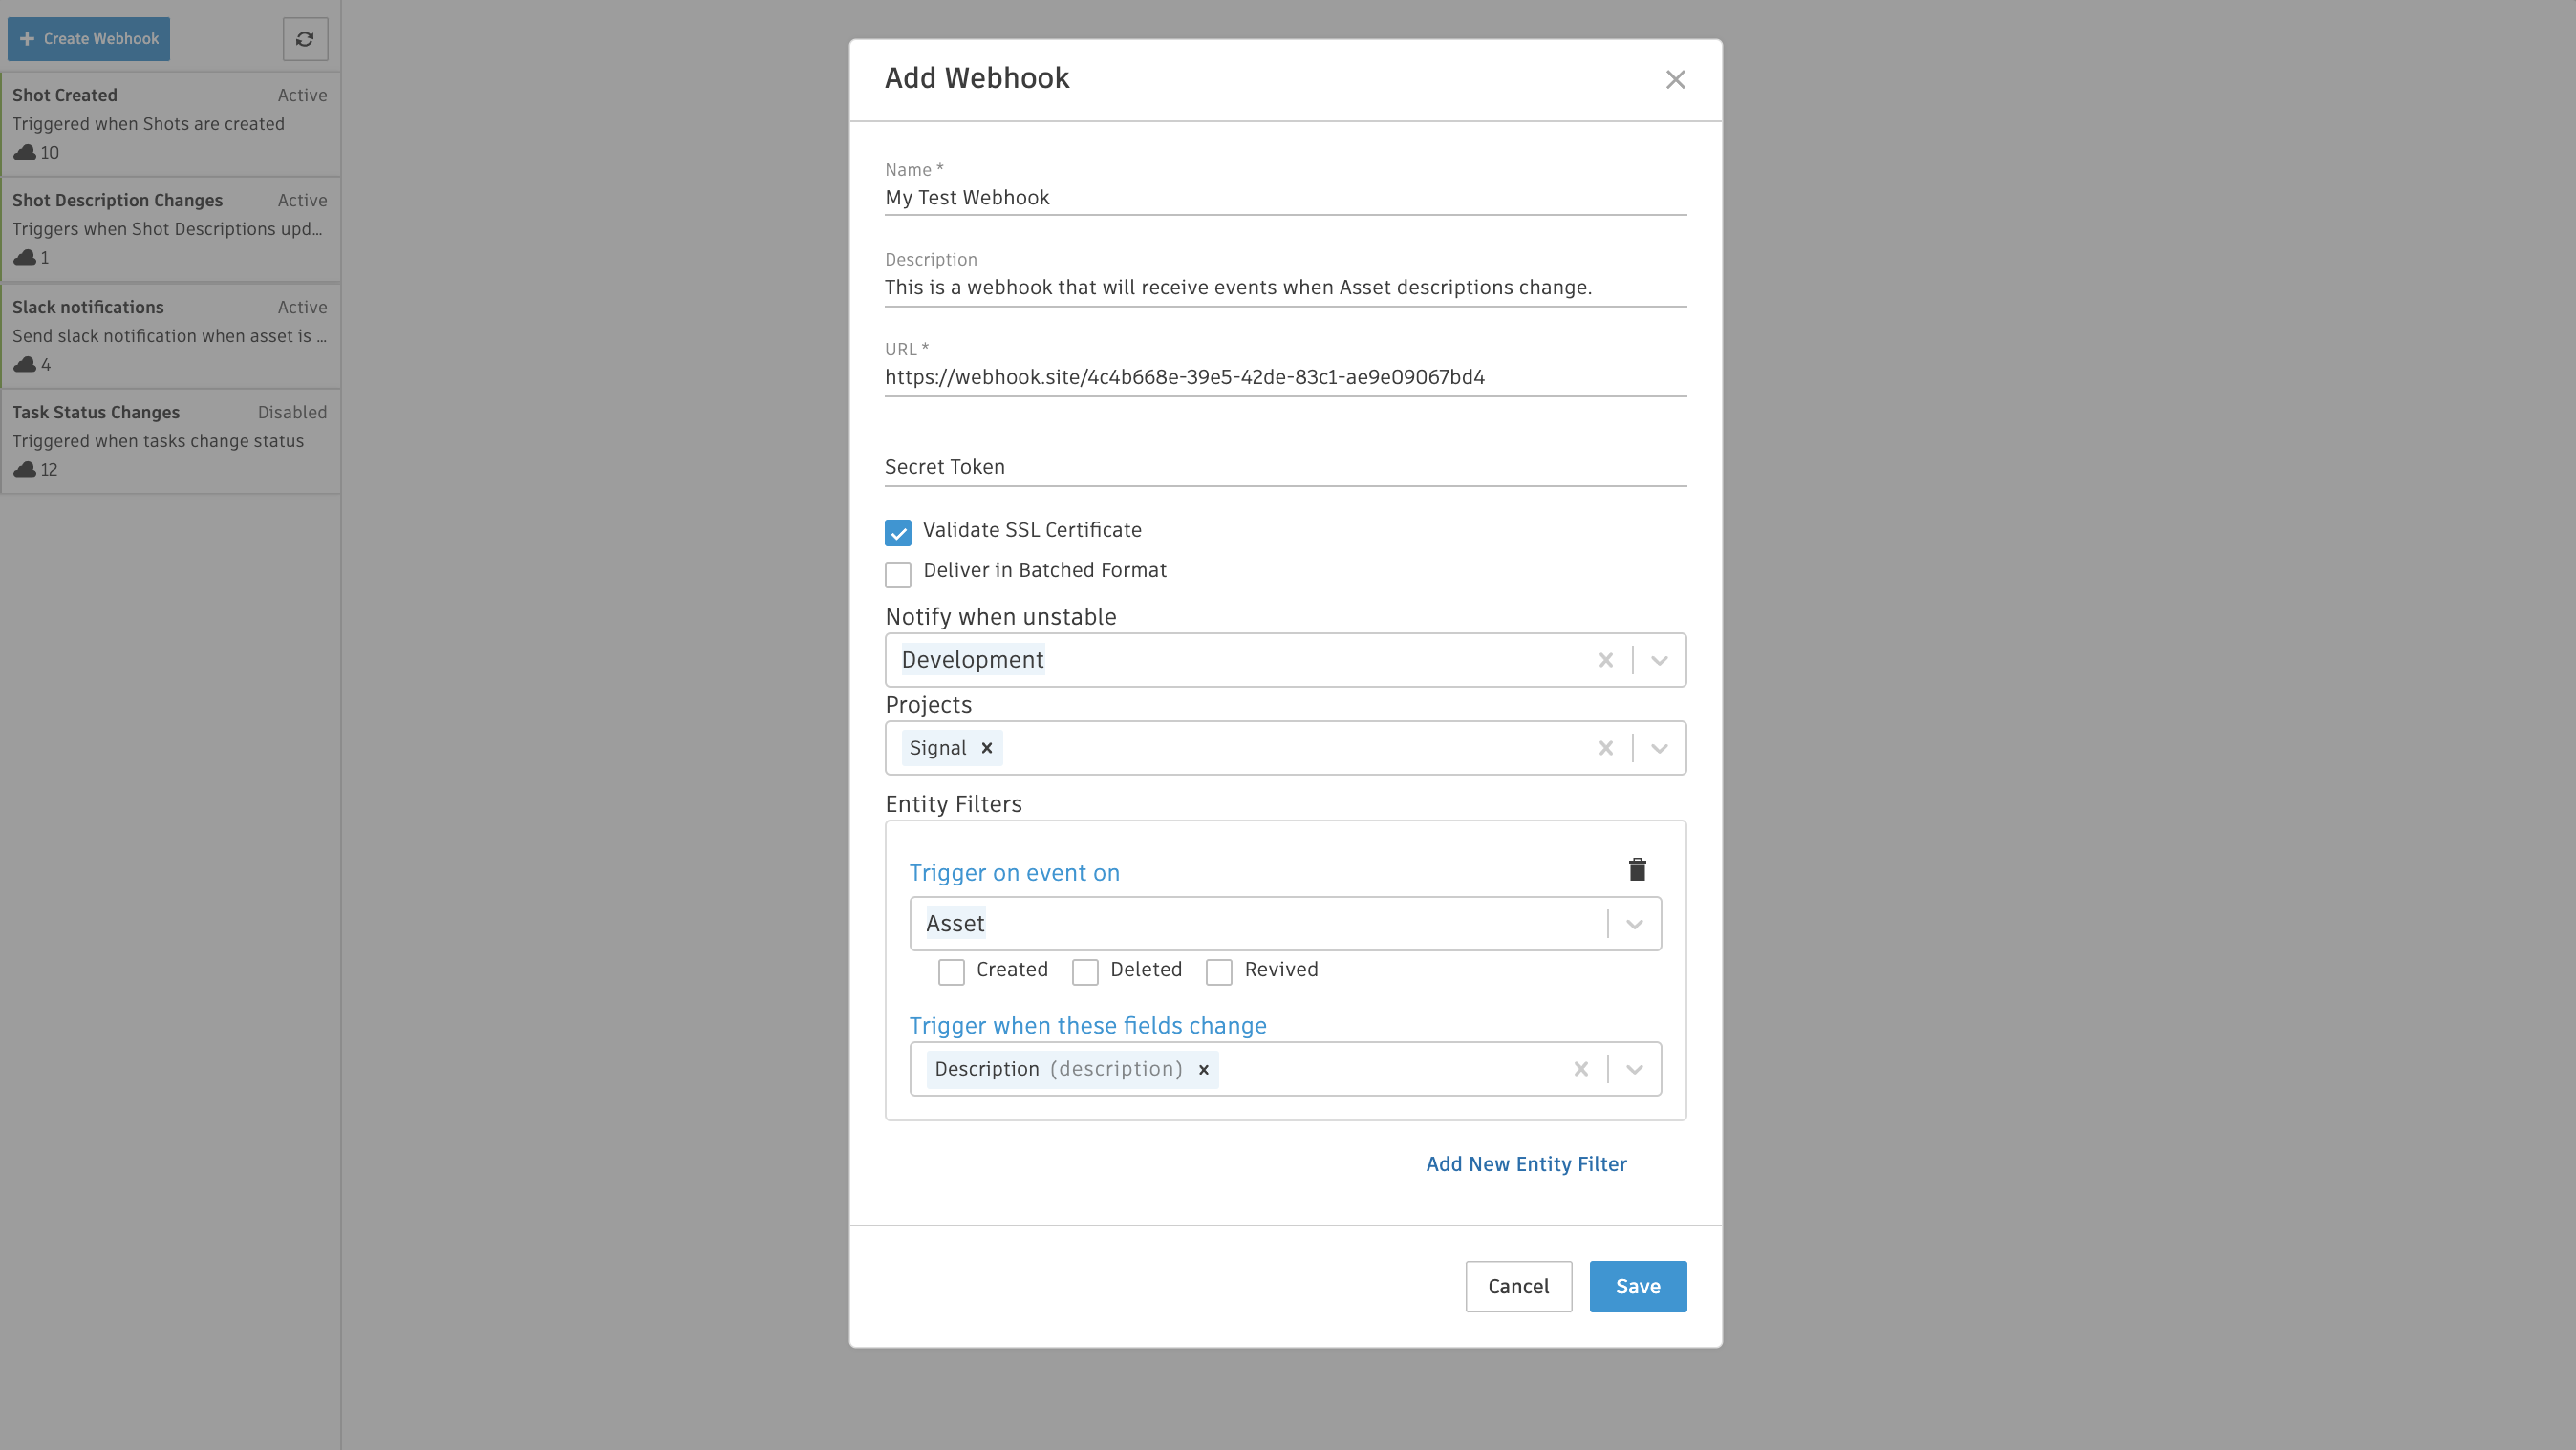 Create Webhook
Shot Created Active
Triggered when Shots are created
10
Shot Description Changes Active
Triggers when Shot Descriptions upd...
1
Slack notifications Active
Send slack notification when asset is ...
4
Task Status Changes Disabled
Triggered when tasks change status
12
Add Webhook
Name *
My Test Webhook
Description
This is a webhook that will receive events when Asset descriptions change.
URL *
https://webhook.site/4c4b668e-39e5-42de-83c1-ae9e09067bd4
Secret Token
Validate SSL Certificate
Deliver in Batched Format
Notify when unstable
Development
Projects
Signal
Entity Filters
Trigger on event on
Asset
Created Deleted Revived
Trigger when these fields change
Description (description)
Add New Entity Filter
Cancel Save